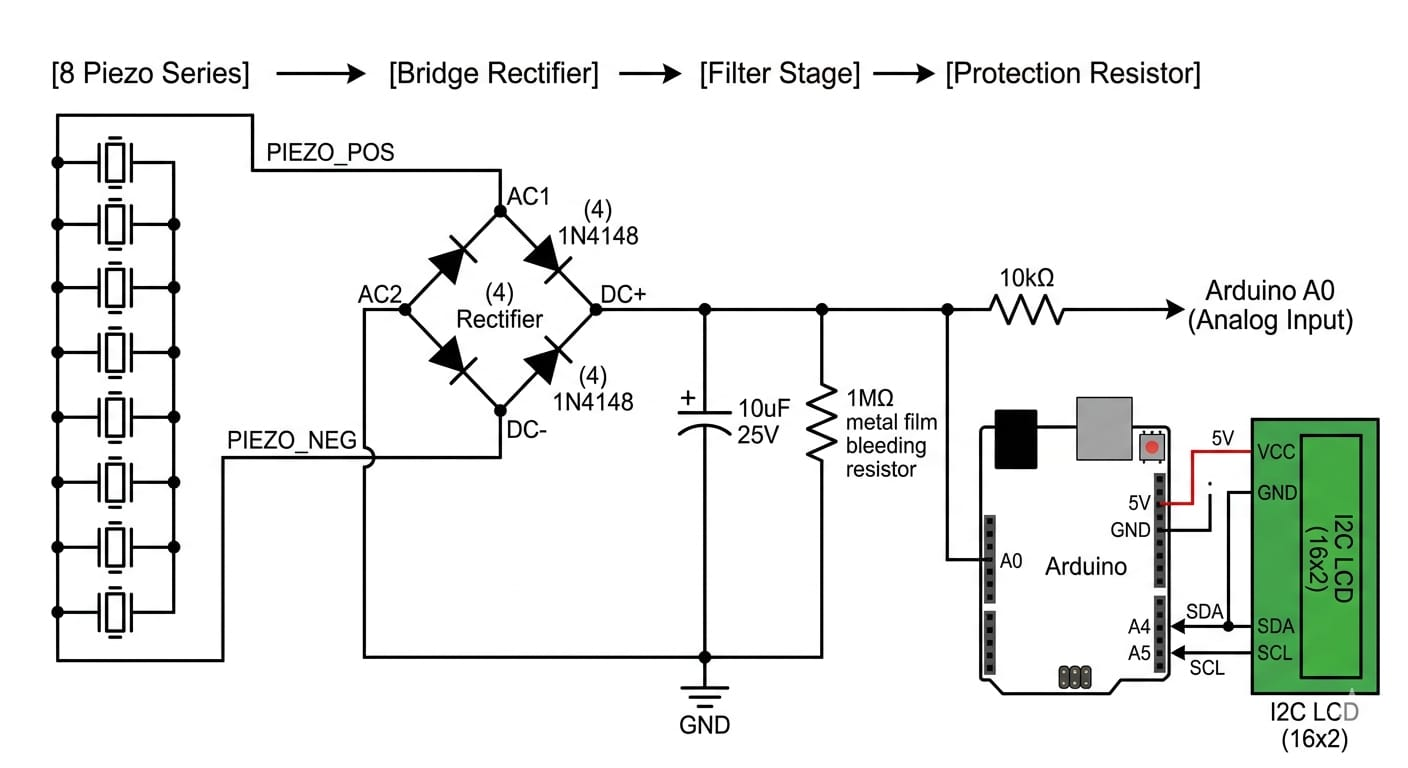 [8 Piezo Series] [Bridge Rectifier] [Filter Stage] [Protection Resistor]
PIEZO_POS
AC1
(4)
1N4148
AC2
(4)
Rectifier
DC+
10kΩ
Arduino A0
(Analog Input)
(4)
1N4148
DC-
PIEZO_NEG
+
10uF
25V
1MΩ
metal film
bleeding
resistor
GND
5V
GND
A0
Arduino
A4
A5
5V
SDA
SCL
VCC
GND
SDA
SCL
I2C LCD
(16x2)
I2C LCD
(16x2)